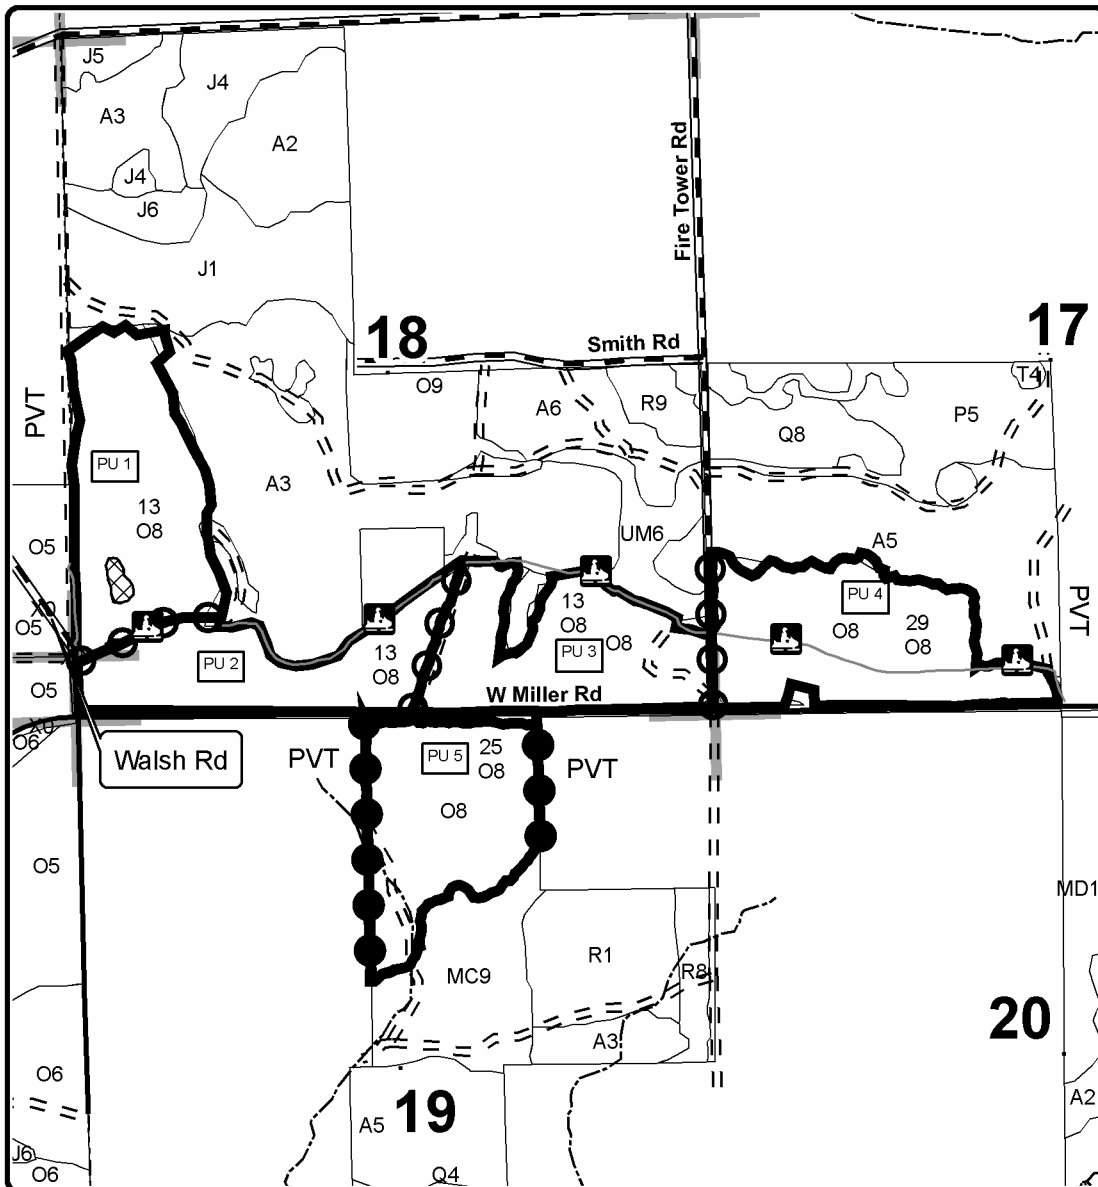 J5
J4
A3
A2
J4
J6
J1
Fire Tower Rd
18
17
Smith Rd
T4
O9
A6
R9
P5
PVT
Q8
PU 1
A3
13
O8
UM6
A5
O5
PVT
PU 4
XO
O5
13
O8
O8
29
O8
O8
PU 2
13
O8
PU 3
O5
W Miller Rd
XU
O6
Walsh Rd
PVT
PU 5
25
O8
PVT
O8
O5
MD1
R1
MC9
R8
20
A3
O6
A2
19
A5
J6
O6
Q4